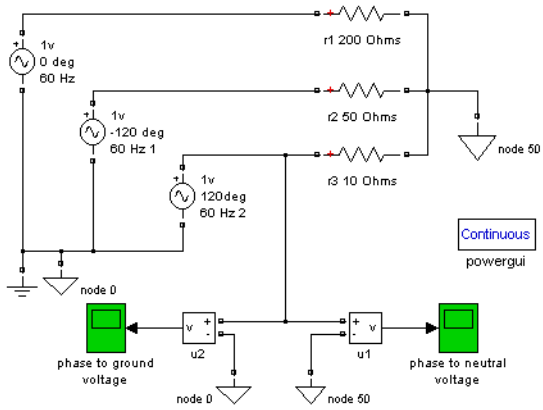 1v
0 deg
60 Hz
r1 200 Ohms
1v
-120 deg
60 Hz 1
r2 50 Ohms
1v
120deg
60 Hz 2
r3 10 Ohms
node 50
Continuous
powergui
node 0
v
+
-
u2
+
-
v
u1
phase to ground
voltage
phase to neutral
voltage
node 0
node 50